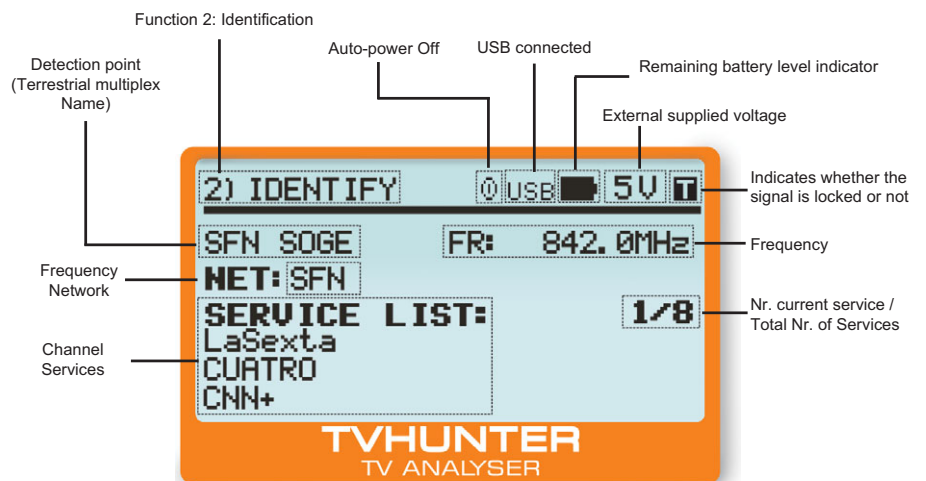 Function 2: Identification
Auto-power Off
USB connected
Remaining battery level indicator
Detection point
(Terrestrial multiplex
Name)
External supplied voltage
2) IDENTIFY
USB
5V
T
Indicates whether the
signal is locked or not
SFN SOGE
FR: 842.0MHz
Frequency
Frequency
Network
NET: SFN
SERVICE LIST:
1/8
Nr. current service /
Total Nr. of Services
Channel
Services
LaSexta
CUATRO
CNN+
TVHUNTER
TV ANALYSER